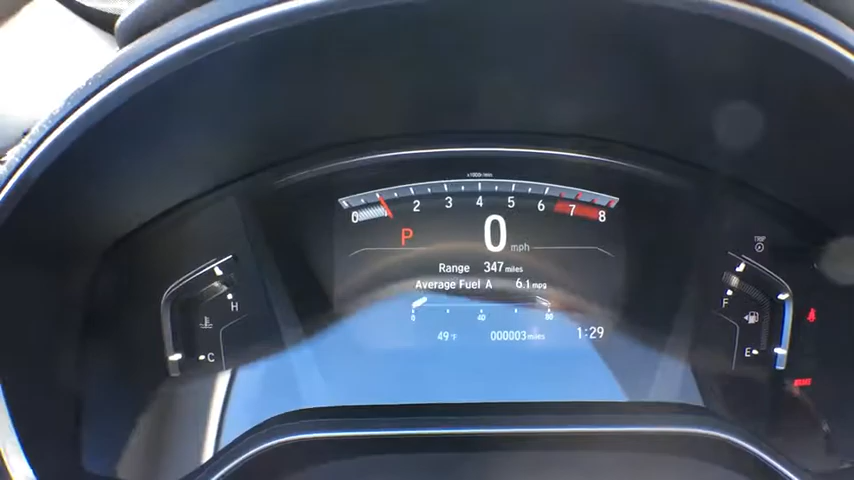 x1000r/min
0 2 3 4 5 6 7 8
P
0 mph
Range 347 miles
Average Fuel A 6.1 mpg
0 40 80
49°F 000003 miles 1:29
H
C
TRIP
F
E